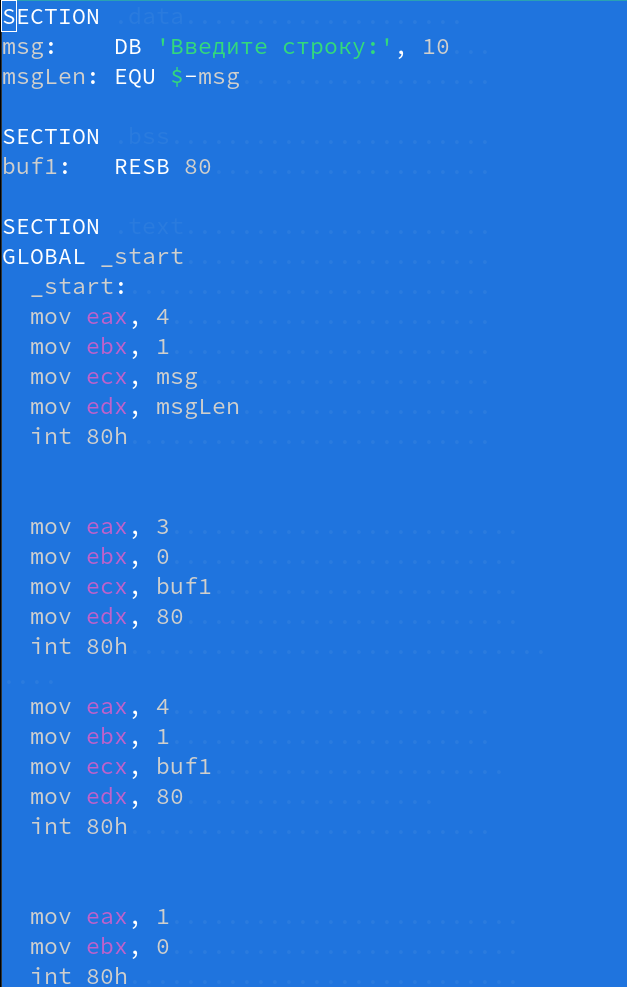 SECTION .data
msg: DB 'Введите строку:', 10
msgLen: EQU $-msg
SECTION .bss
buf1: RESB 80
SECTION .text
GLOBAL _start
_start:
mov eax, 4
mov ebx, 1
mov ecx, msg
mov edx, msgLen
int 80h
mov eax, 3
mov ebx, 0
mov ecx, buf1
mov edx, 80
int 80h
mov eax, 4
mov ebx, 1
mov ecx, buf1
mov edx, 80
int 80h
mov eax, 1
mov ebx, 0
int 80h